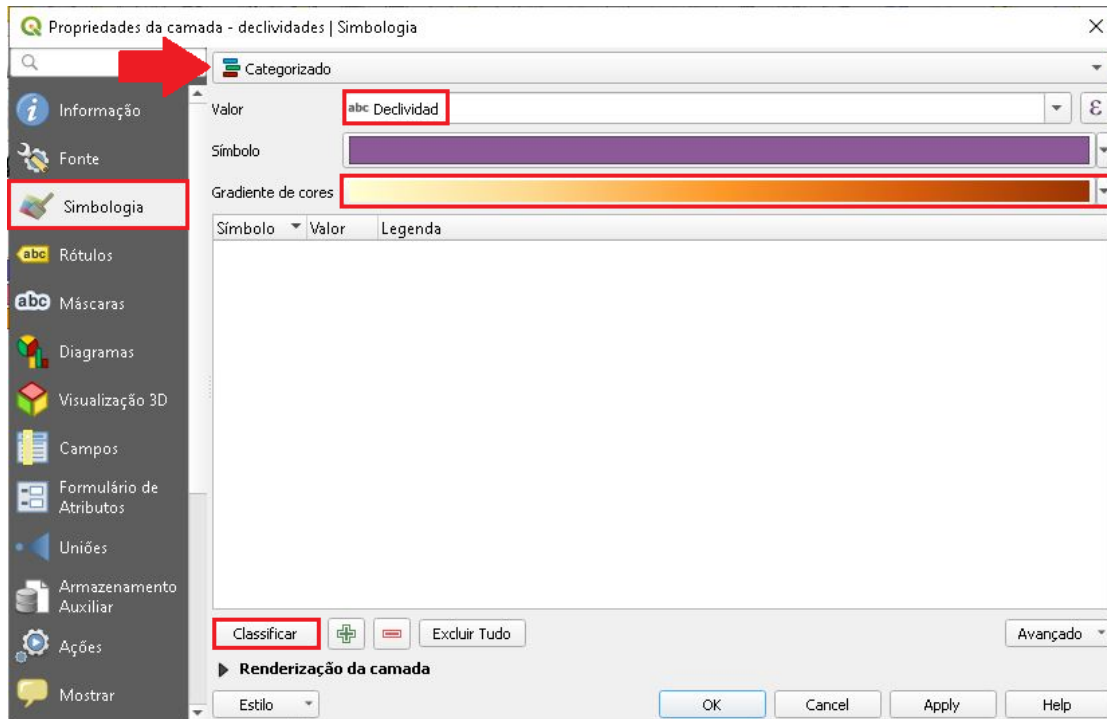 Propriedades da camada - declividades | Simbologia
Categorizado
Informação
Fonte
Simbologia
abc Rótulos
abc Máscaras
Diagramas
Visualização 3D
Campos
Formulário de
Atributos
Uniões
Armazenamento
Auxiliar
Ações
Mostrar
Valor
abc Declividad
ε
Símbolo
Gradiente de cores
Símbolo Valor Legenda
Classificar
Excluir Tudo
Avançado
Renderização da camada
Estilo
OK
Cancel
Apply
Help